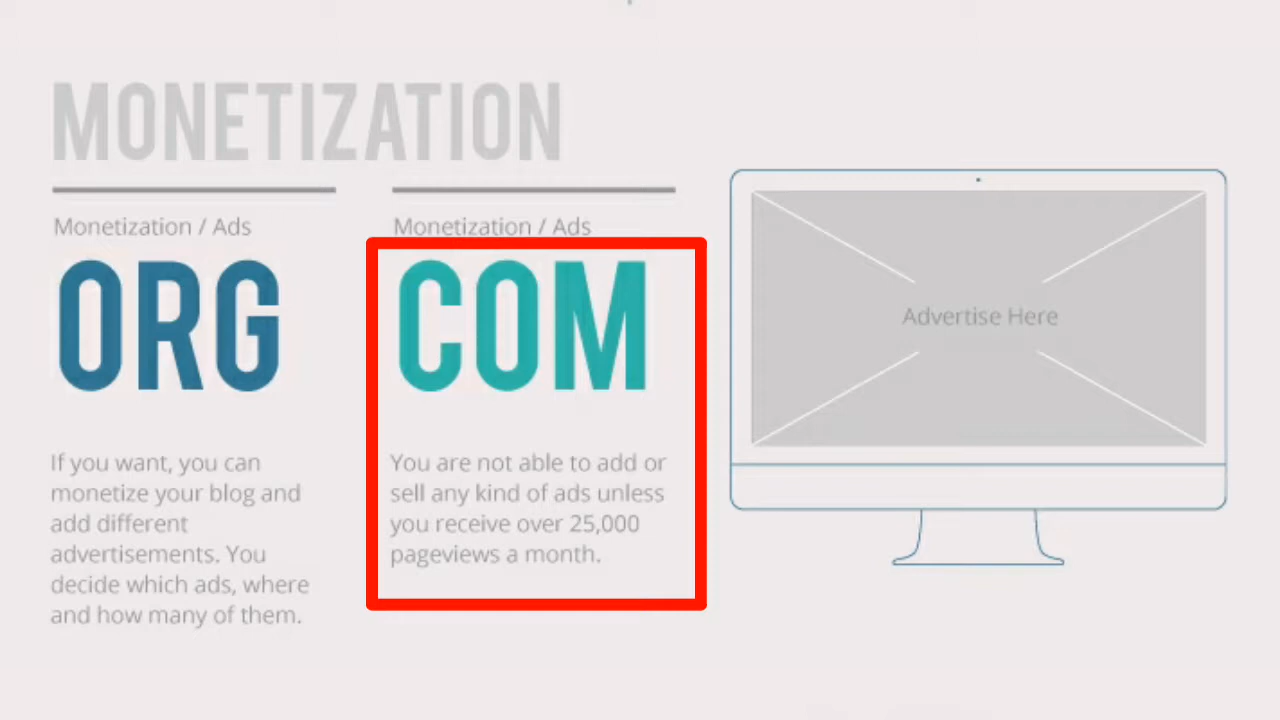 MONETIZATION
Monetization / Ads
ORG
If you want, you can
monetize your blog and
add different
advertisements. You
decide which ads, where
and how many of them.
Monetization / Ads
COM
You are not able to add or
sell any kind of ads unless
you receive over 25,000
pageviews a month.
Advertise Here